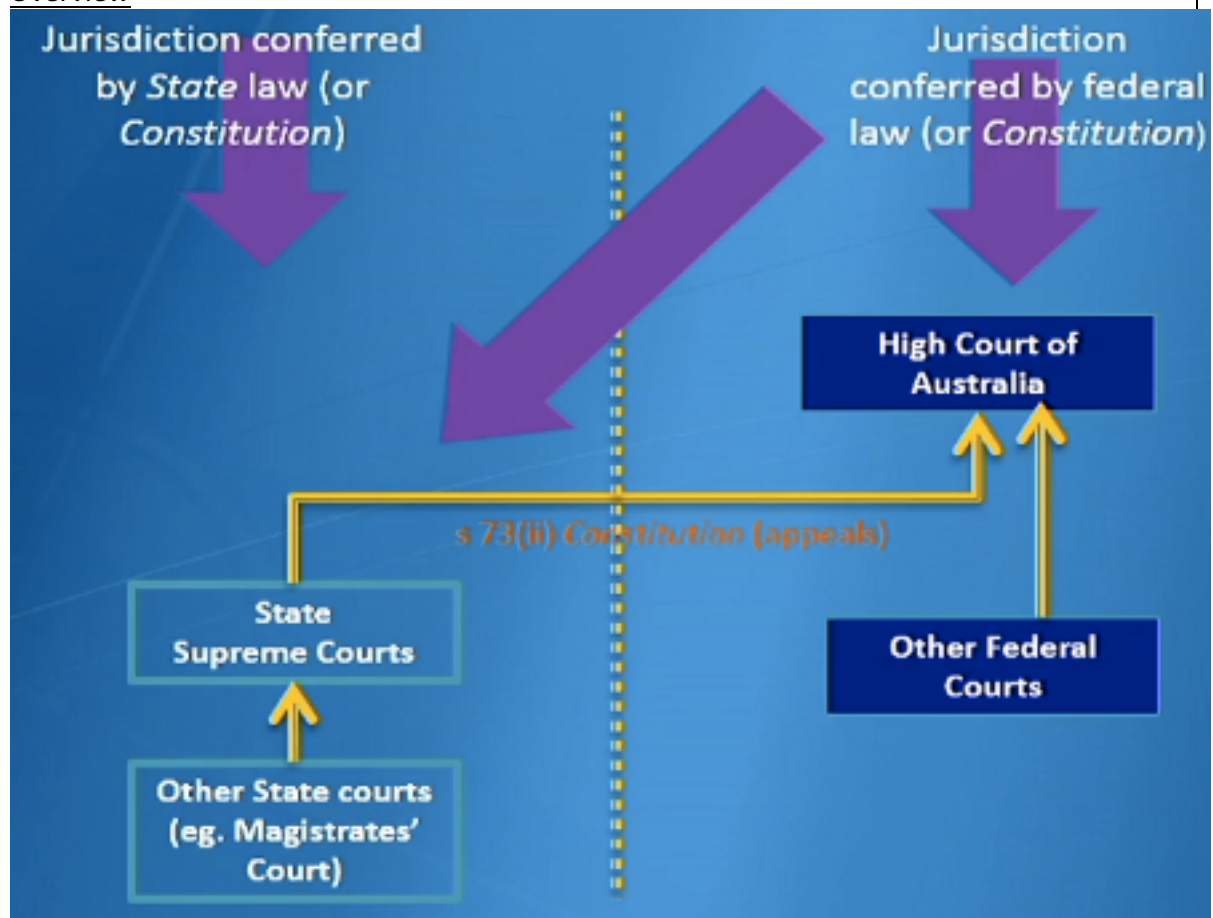 Overview
Jurisdiction conferred
by State law (or
Constitution)
Jurisdiction
conferred by federal
law (or Constitution)
High Court of
Australia
s 73(ii) Constitution (appeals)
State
Supreme Courts
Other Federal
Courts
Other State courts
(eg. Magistrates’
Court)